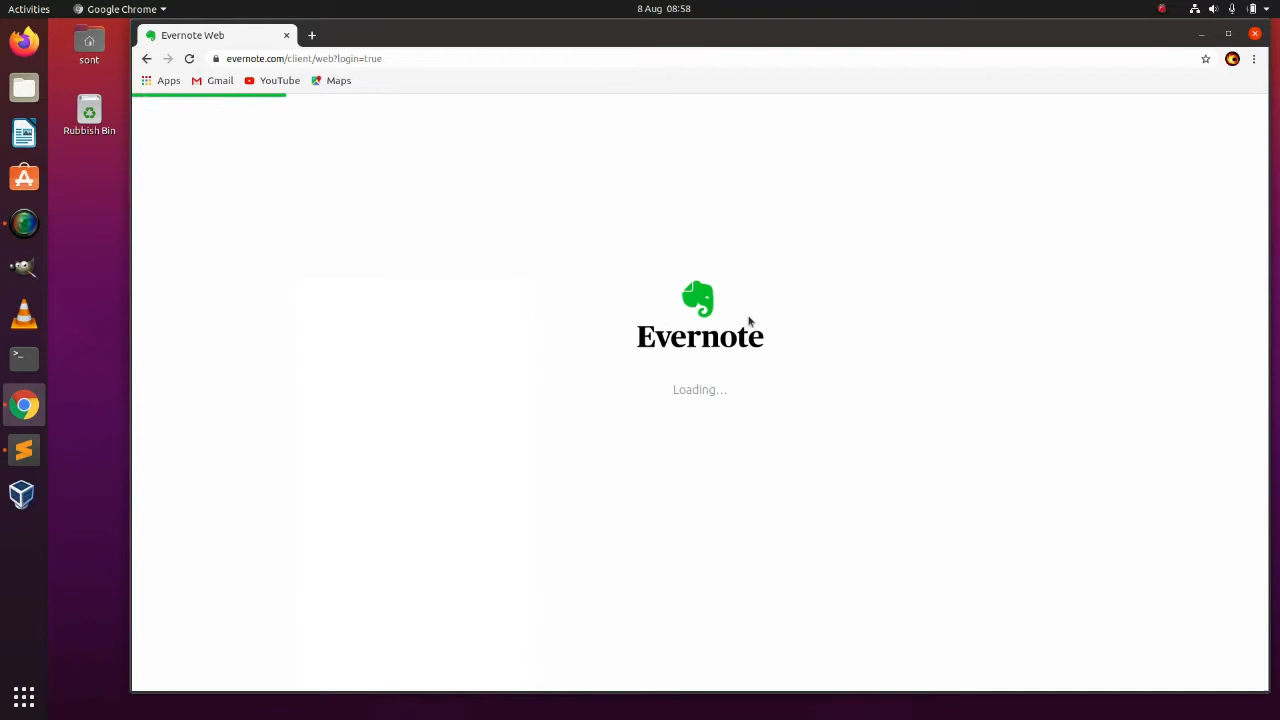 Activities
Google Chrome
8 Aug 08:58
sont
Rubbish Bin
Evernote Web
evernote.com/client/web?login=true
Apps
Gmail
YouTube
Maps
Evernote
Loading...